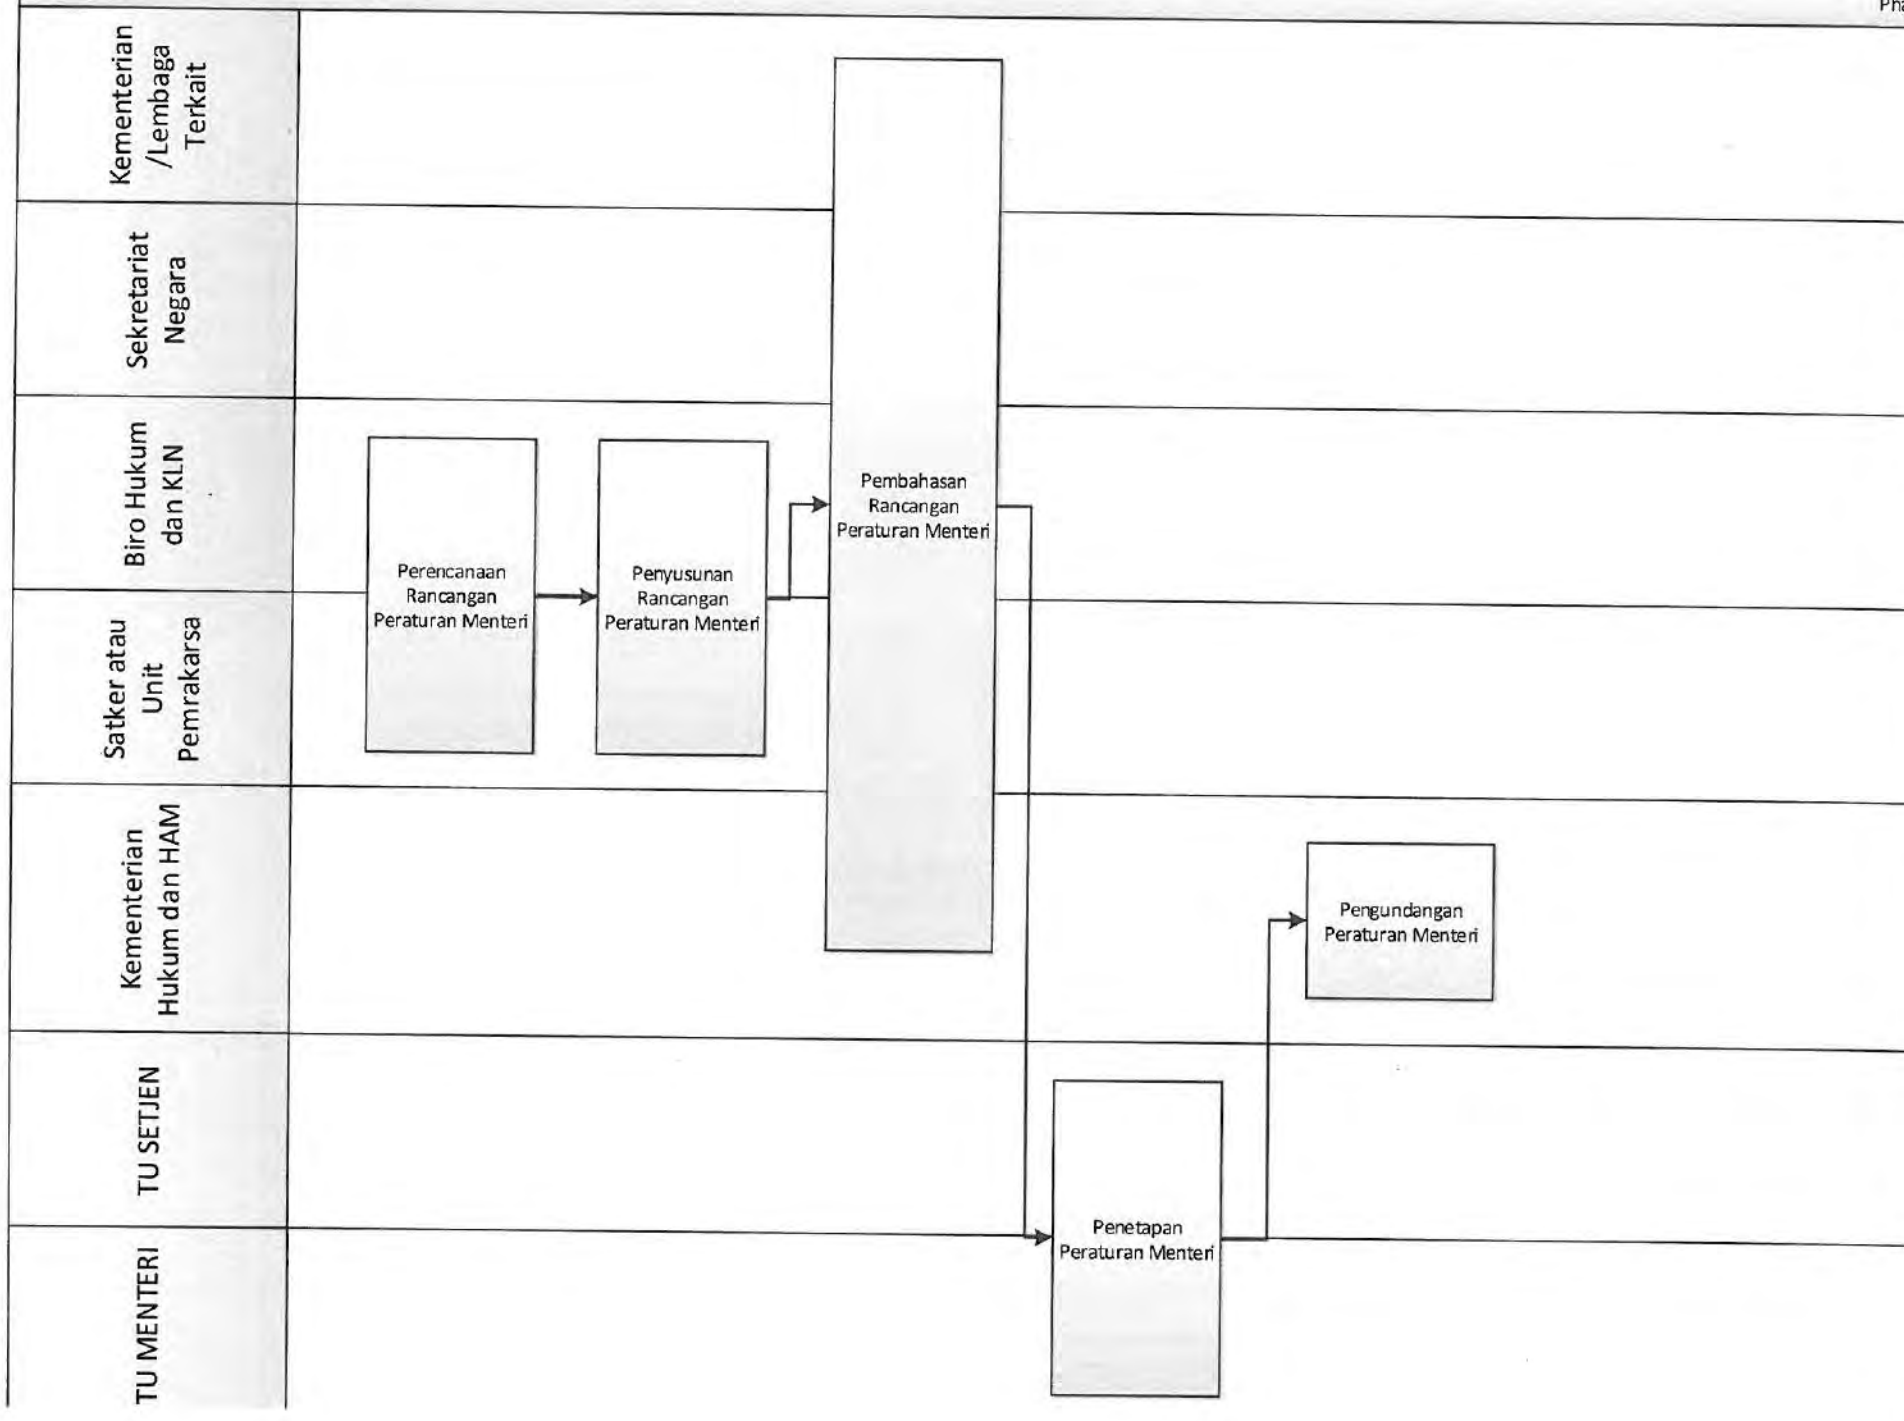 Kementerian
/Lembaga
Terkait
Sekretariat
Negara
Biro Hukum
dan KLN
Satker atau
Unit
Pemrakarsa
Kementerian
Hukum dan HAM
TU SETJEN
TU MENTERI
Perencanaan
Rancangan
Peraturan Menteri
Penyusunan
Rancangan
Peraturan Menteri
Pembahasan
Rancangan
Peraturan Menteri
Penetapan
Peraturan Menteri
Pengundangan
Peraturan Menteri